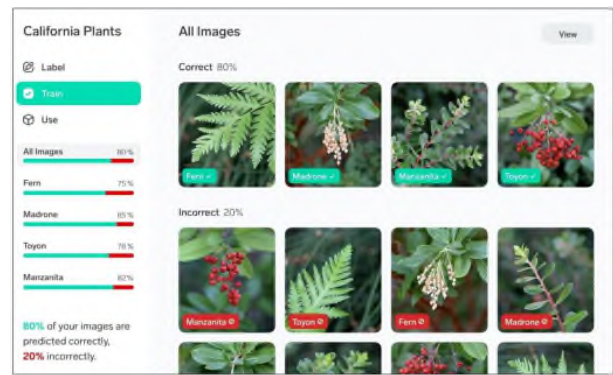 California Plants
Label
Train
Use
All Images 80%
Fern 75%
Madrone 85%
Toyon 78%
Manzanita 82%
80% of your images are
predicted correctly,
20% incorrectly.
All Images
View
Correct 80%
Fern
Madrone
Manzanita
Toyon
Incorrect 20%
Manzanita
Toyon
Fern
Madrone